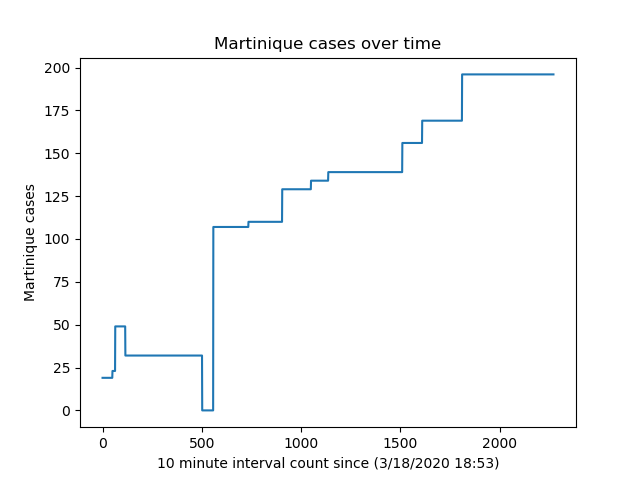 Martinique cases over time
200
175
150
125
100
75
50
25
0
Martinique cases
0 500 1000 1500 2000
10 minute interval count since (3/18/2020 18:53)